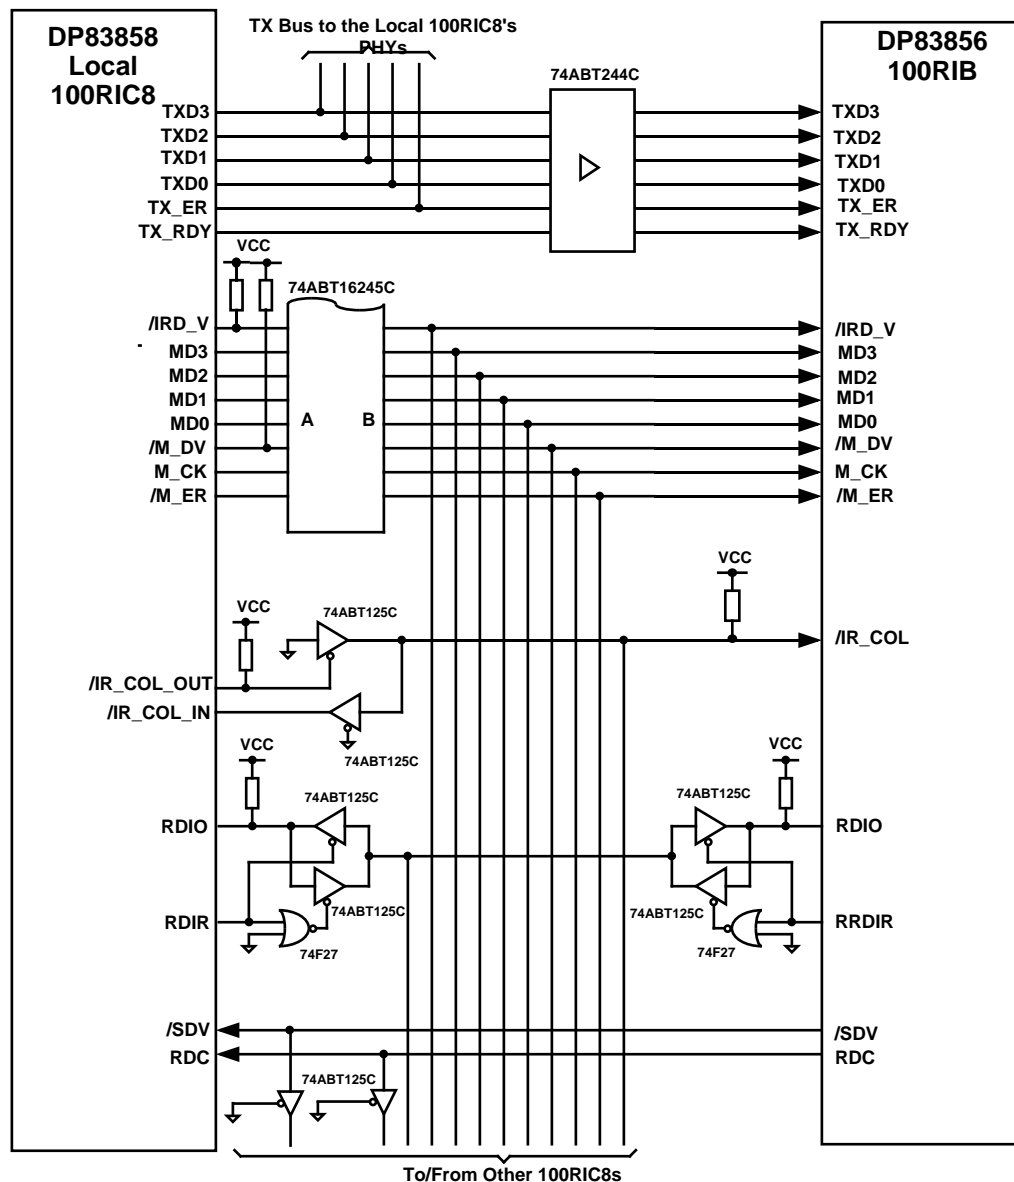 DP83858
Local
100RIC8
TX Bus to the Local 100RIC8's
PHYs
74ABT244C
DP83856
100RIB
TXD3
TXD2
TXD1
TXD0
TX_ER
TX_RDY
TXD3
TXD2
TXD1
TXD0
TX_ER
TX_RDY
VCC
74ABT16245C
/IRD_V
MD3
MD2
MD1
MD0
/M_DV
M_CK
/M_ER
A
B
/IRD_V
MD3
MD2
MD1
MD0
/M_DV
M_CK
/M_ER
VCC
VCC
74ABT125C
/IR_COL
/IR_COL_OUT
/IR_COL_IN
74ABT125C
VCC
74ABT125C
VCC
74ABT125C
RDIO
RDIO
74ABT125C
74ABT125C
RDIR
RRDIR
74F27
74F27
/SDV
RDC
/SDV
RDC
74ABT125C
To/From Other 100RIC8s